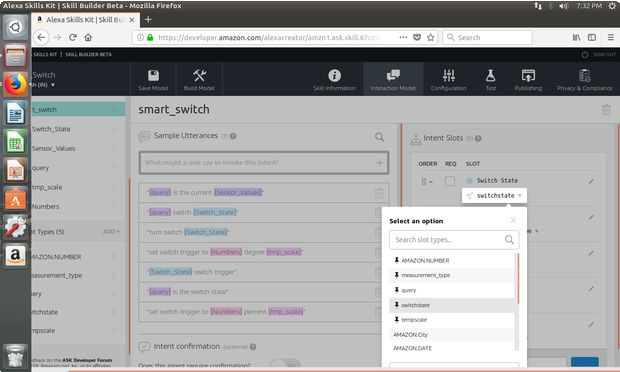 Alexa Skills Kit | Skill Builder Beta - Mozilla Firefox
7:32 PM
Alexa Skills Kit | Skill Bui
https://developer.amazon.com/alexacreator/amzn1.ask.skill.67cd
Search
SKILLS KIT | SKILL BUILDER BETA
SIGN OUT
Switch
sh (IN)
Save Model
Build Model
Skill Information
Interaction Model
Configuration
Test
Publishing
Privacy & Compliance
rt_switch
Switch_State
Sensor_Values
query
tmp_scale
Numbers
t Types (5)
ADD +
AMAZON.NUMBER
measurement_type
query
switchstate
tempscale
edback on the ASK Developer Forum
smart_switch
Sample Utterances (7)
What might a user say to invoke this intent?
"{query} is the current {Sensor_Values}"
"{query} switch {Switch_State}"
"turn switch {Switch_State}"
"set switch trigger to {Numbers} degree {tmp_scale}"
"{Switch_State} switch trigger"
"{query} is the switch state"
"set switch trigger to {Numbers} percent {tmp_scale}"
Intent confirmation (optional)
Does this intent require confirmation?
Intent Slots (5)
ORDER REQ SLOT
Switch State
switchstate
Select an option
Search slot types...
AMAZON.NUMBER
measurement_type
query
switchstate
tempscale
AMAZON.City
AMAZON.DATE